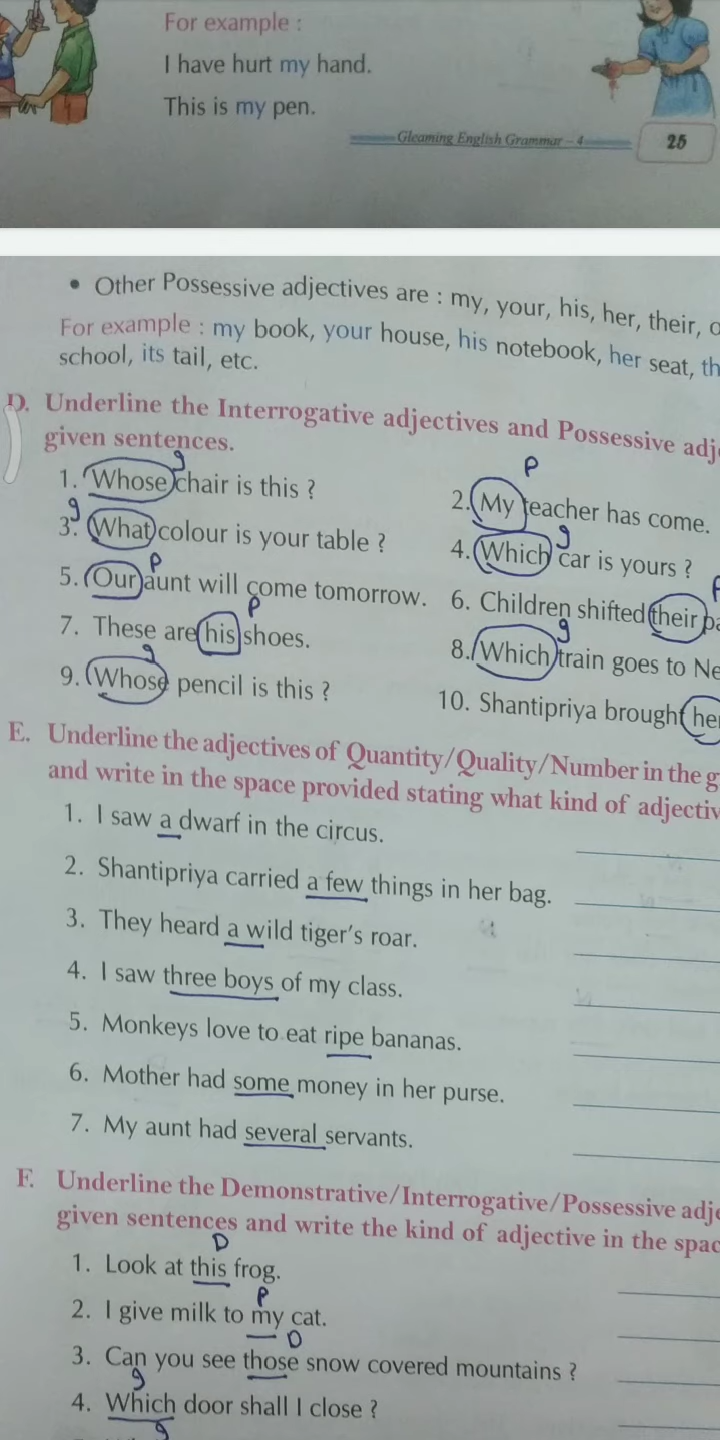 For example :
I have hurt my hand.
This is my pen.
Gleaming English Grammar – 4
25
• Other Possessive adjectives are : my, your, his, her, their,
For example : my book, your house, his notebook, her seat,
school, its tail, etc.
D. Underline the Interrogative adjectives and Possessive
given sentences.
g
P
1. Whose chair is this ?
2. My teacher has come.
g
g
3. What colour is your table ?
4. Which car is yours ?
P
P
5. Our aunt will come tomorrow.
6. Children shifted their
P
g
7. These are his shoes.
8. Which train goes to
g
9. Whose pencil is this ?
10. Shantipriya brought
E. Underline the adjectives of Quantity/Quality/Number in the
and write in the space provided stating what kind of
1. I saw a dwarf in the circus.
2. Shantipriya carried a few things in her bag.
3. They heard a wild tiger's roar.
4. I saw three boys of my class.
5. Monkeys love to eat ripe bananas.
6. Mother had some money in her purse.
7. My aunt had several servants.
F. Underline the Demonstrative/Interrogative/Possessive
given sentences and write the kind of adjective in the
D
1. Look at this frog.
P
2. I give milk to my cat.
D
3. Can you see those snow covered mountains ?
g
4. Which door shall I close ?
g